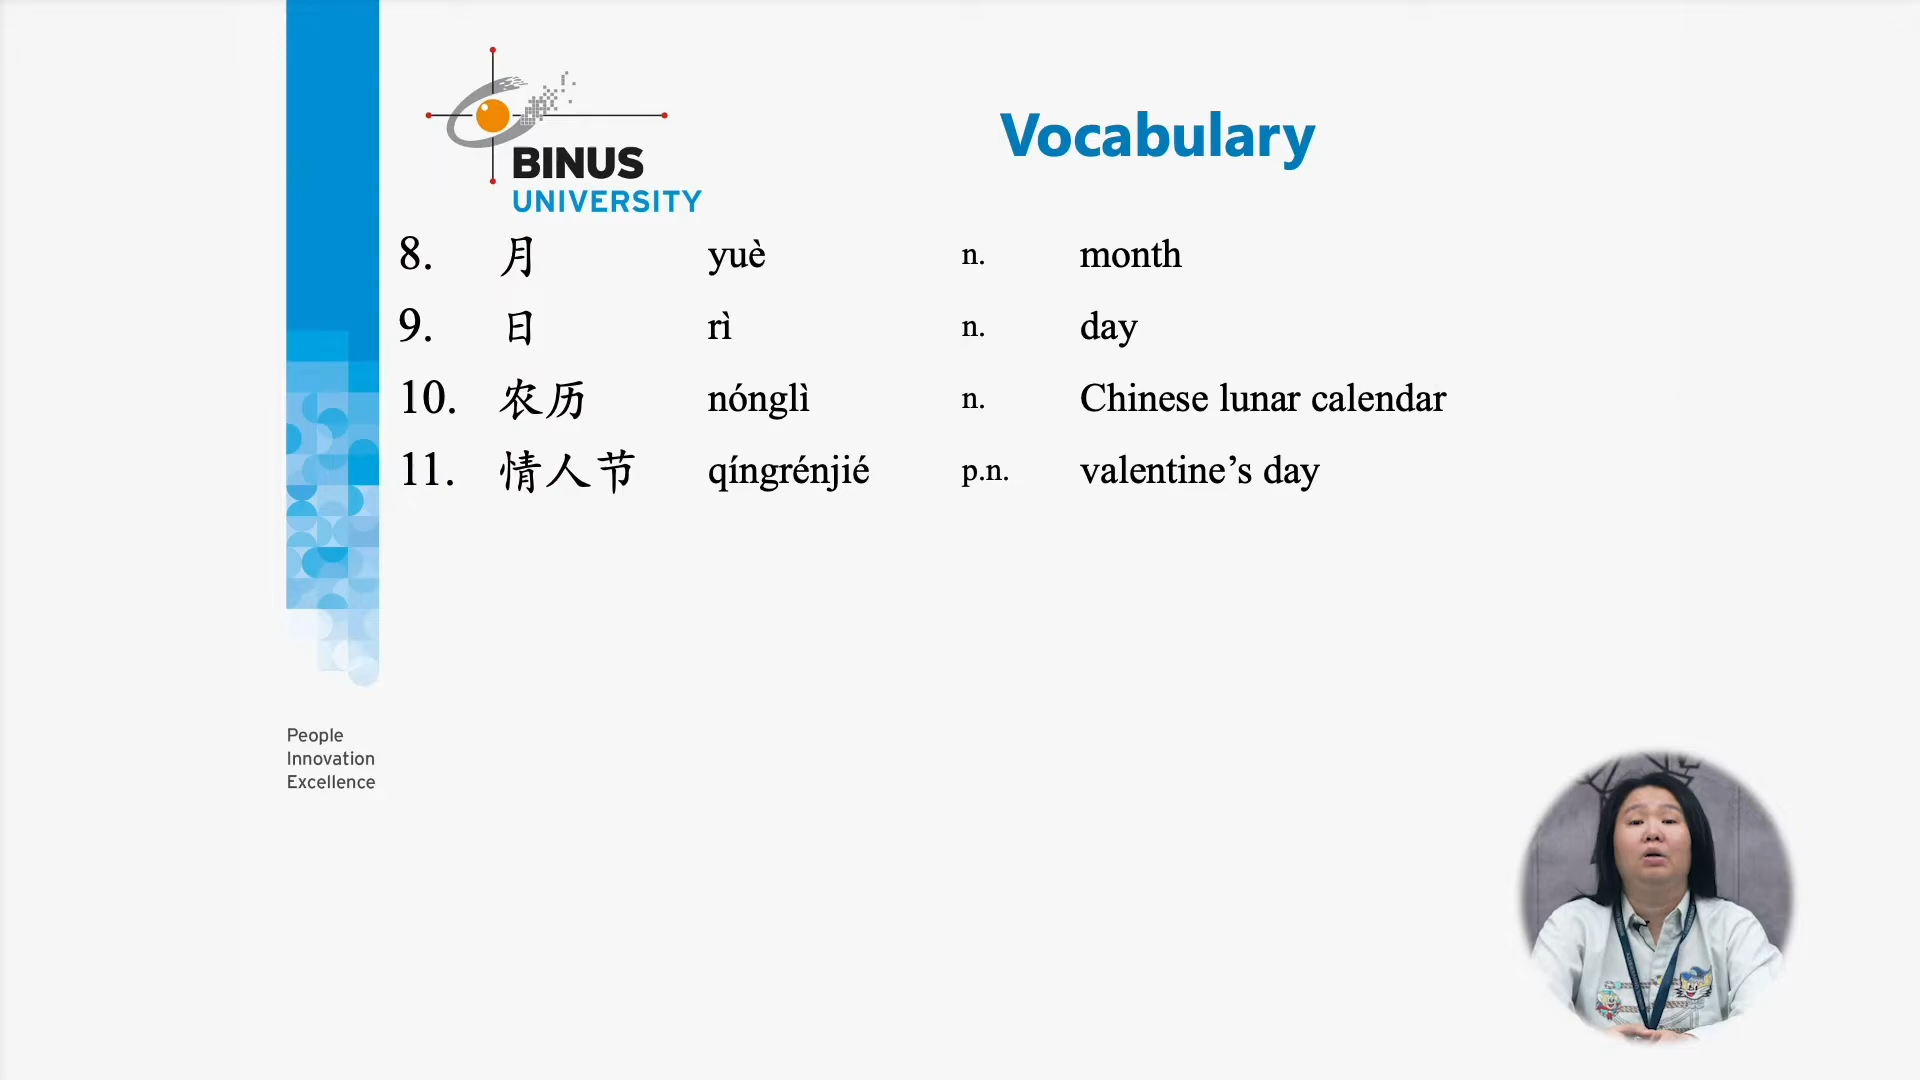 BINUS
UNIVERSITY
Vocabulary
8. 月 yuè n. month
9. 日 rì n. day
10. 农历 nónglì n. Chinese lunar calendar
11. 情人节 qíngrénjié p.n. valentine’s day
People
Innovation
Excellence